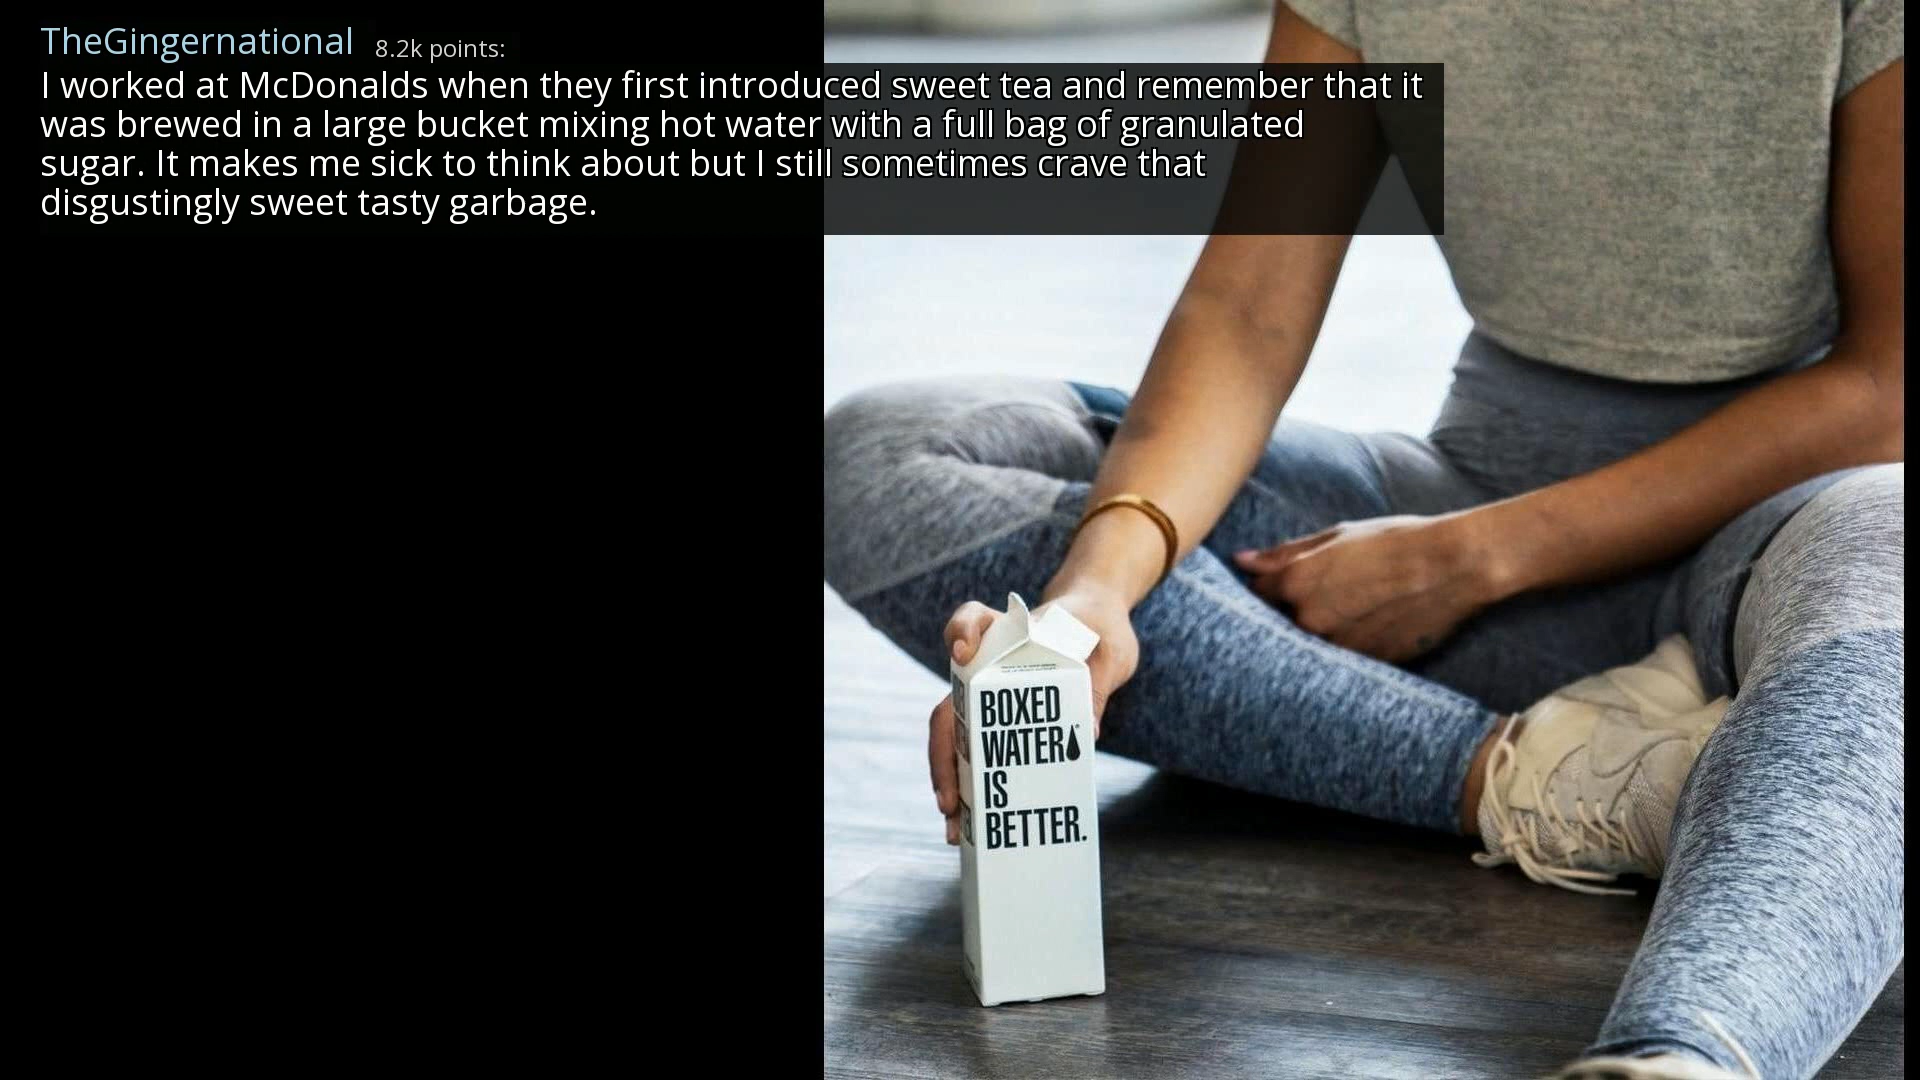 TheGingernational 8.2k points:
I worked at McDonalds when they first introduced sweet tea and remember that it
was brewed in a large bucket mixing hot water with a full bag of granulated
sugar. It makes me sick to think about but I still sometimes crave that
disgustingly sweet tasty garbage.
BOXED
WATER
IS
BETTER.